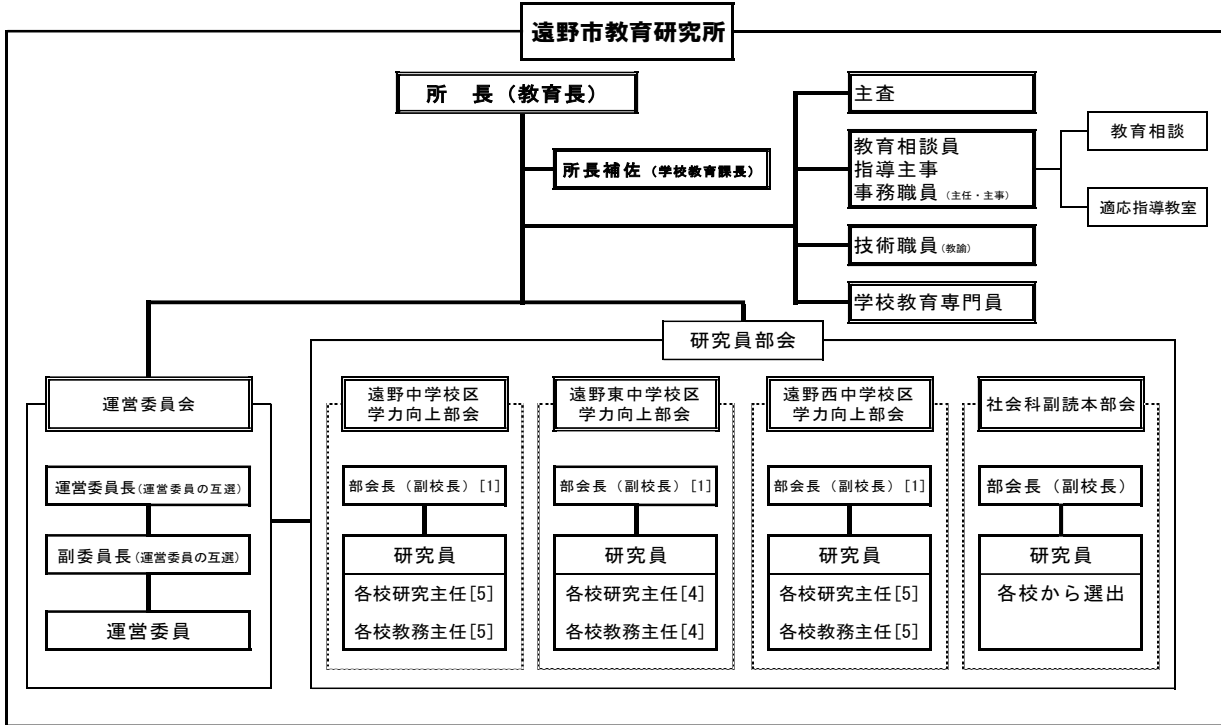 遠野市教育研究所
所　長（教育長）
所長補佐（学校教育課長）
主査
教育相談員
指導主事
事務職員（主任・主事）
教育相談
適応指導教室
技術職員（教諭）
学校教育専門員
研究員部会
運営委員会
運営委員長（運営委員の互選）
副委員長（運営委員の互選）
運営委員
遠野中学校区
学力向上部会
部会長（副校長）[1]
研究員
各校研究主任[5]
各校教務主任[5]
遠野東中学校区
学力向上部会
部会長（副校長）[1]
研究員
各校研究主任[4]
各校教務主任[4]
遠野西中学校区
学力向上部会
部会長（副校長）[1]
研究員
各校研究主任[5]
各校教務主任[5]
社会科副読本部会
部会長（副校長）
研究員
各校から選出